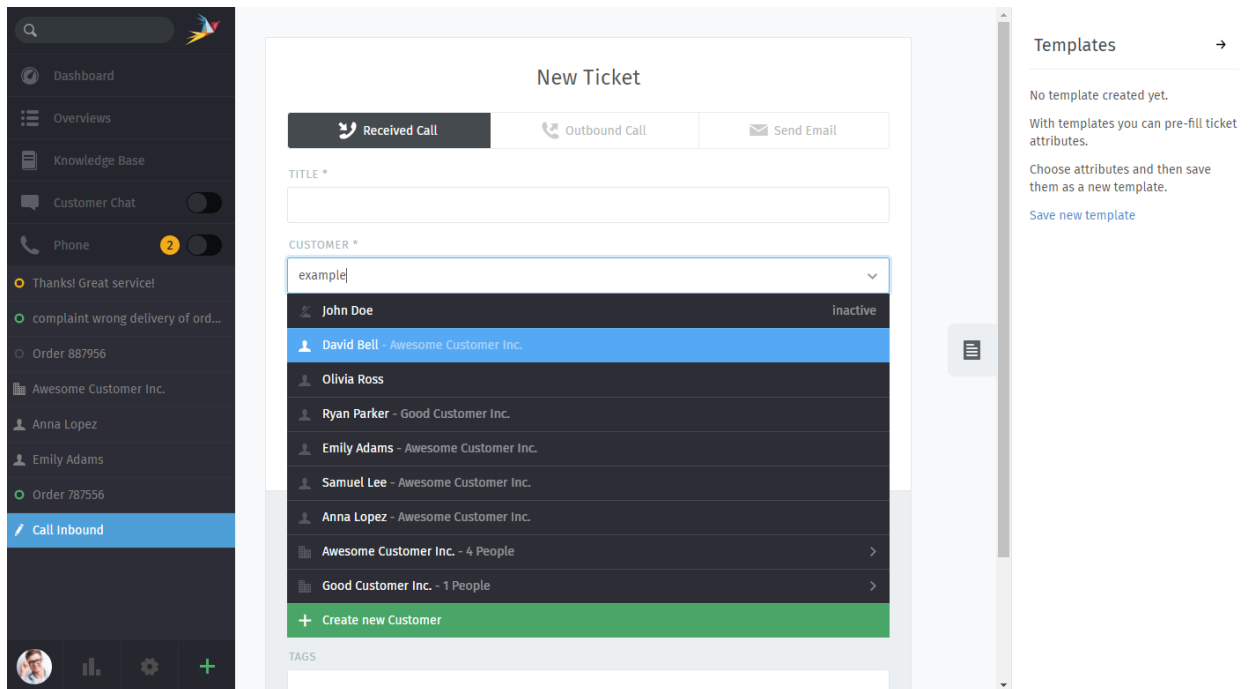 Dashboard
Overviews
Knowledge Base
Customer Chat
Phone 2
Thanks! Great service!
complaint wrong delivery of ord...
Order 887956
Awesome Customer Inc.
Anna Lopez
Emily Adams
Order 787556
Call Inbound
New Ticket
Received Call
Outbound Call
Send Email
TITLE *
CUSTOMER *
example
John Doe inactive
David Bell - Awesome Customer Inc.
Olivia Ross
Ryan Parker - Good Customer Inc.
Emily Adams - Awesome Customer Inc.
Samuel Lee - Awesome Customer Inc.
Anna Lopez - Awesome Customer Inc.
Awesome Customer Inc. - 4 People
Good Customer Inc. - 1 People
+ Create new Customer
TAGS
Templates →
No template created yet.
With templates you can pre-fill ticket
attributes.
Choose attributes and then save
them as a new template.
Save new template